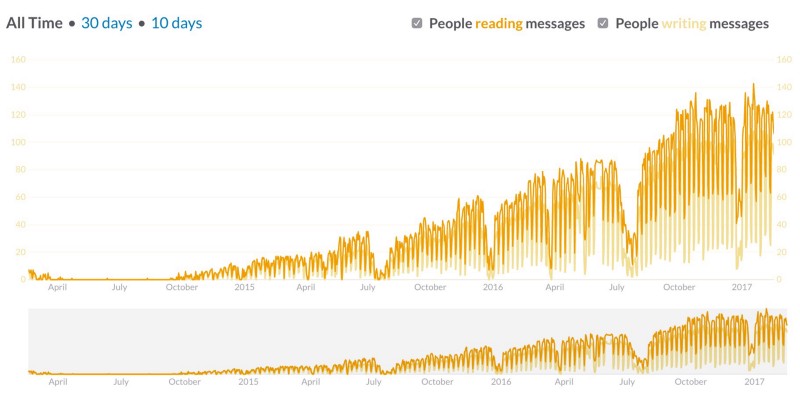 All Time • 30 days • 10 days
People reading messages People writing messages
160 160
140 140
120 120
100 100
80 80
60 60
40 40
20 20
0 0
April July October 2015 April July October 2016 April July October 2017
April July October 2015 April July October 2016 April July October 2017